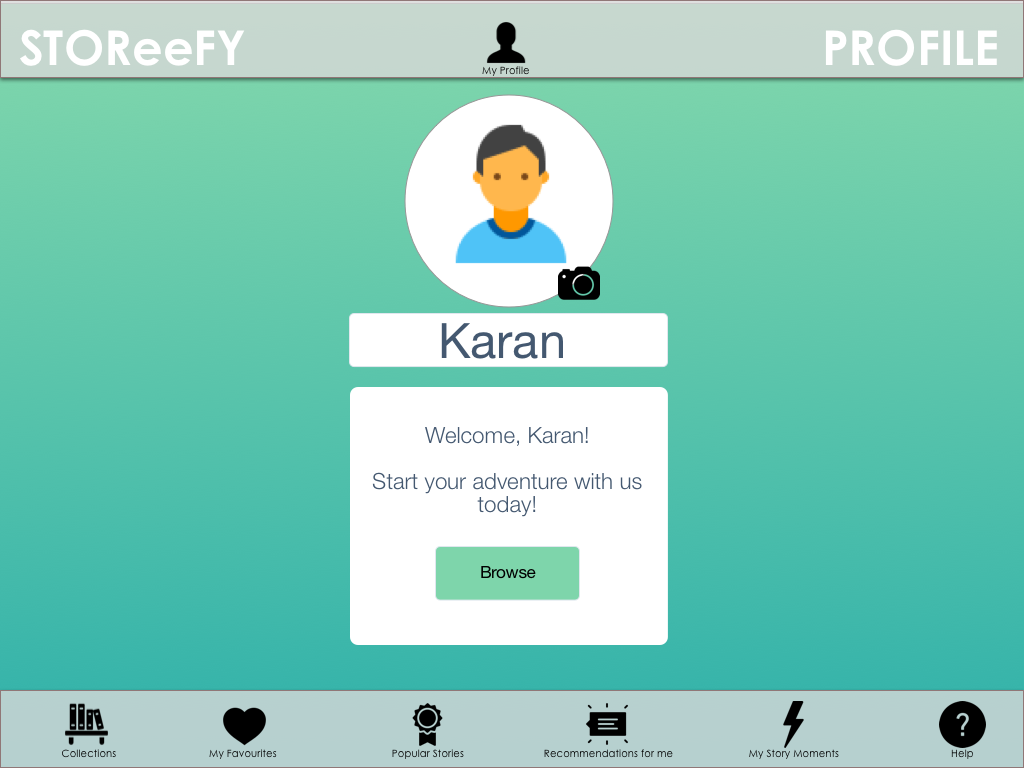 STOReeFY
My Profile
PROFILE
Karan
Welcome, Karan!
Start your adventure with us
today!
Browse
Collections
My Favourites
Popular Stories
Recommendations for me
My Story Moments
?
Help